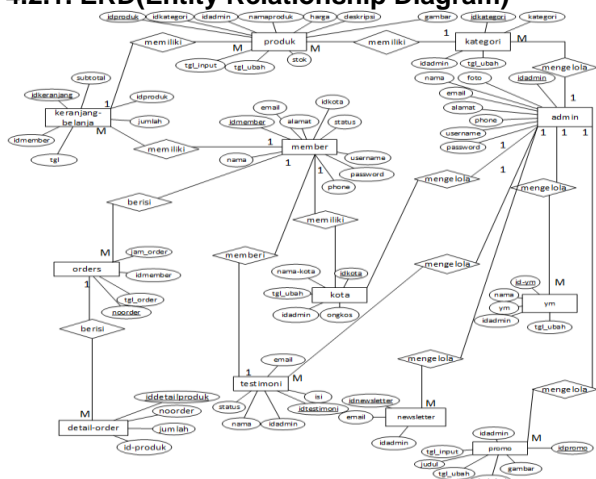 4.2.1. ERD(Entity Relationship Diagram)
idproduk idkategori idadmin namaproduk harga deskripsi gambar idkategori kategori
memiliki M produk M memiliki 1 kategori M
tgl_input tgl_ubah stok idadmin tgl_ubah mengelola
subtotal
idkeranjang idproduk
1 keranjang-belanja M
jumlah
idmember tgl
memiliki
email idkota
idmember alamat status
nama 1 member 1
username
password
phone
1 1
nama foto idadmin
email
alamat
phone
username
password
1 1
admin
1 1 1
1
1
mengelola
mengelola
berisi
memiliki
memberi
mengelola
M jam_order
orders
idmember
1 tgl_order
noorder
berisi
nama-kota idkota
tgl_ubah
kota
idadmin ongkos
M
id-ym
nama
ym
ym
idadmin
tgl_ubah
email
1 M
testimoni
isi
status idtestimoni
nama idadmin
mengelola
idnewsletter M
email newsletter
idadmin
mengelola
iddetailproduk
M noorder
detail-order jumlah
id-produk
idadmin M
tgl_input promo idpromo
judul
tgl_ubah gambar